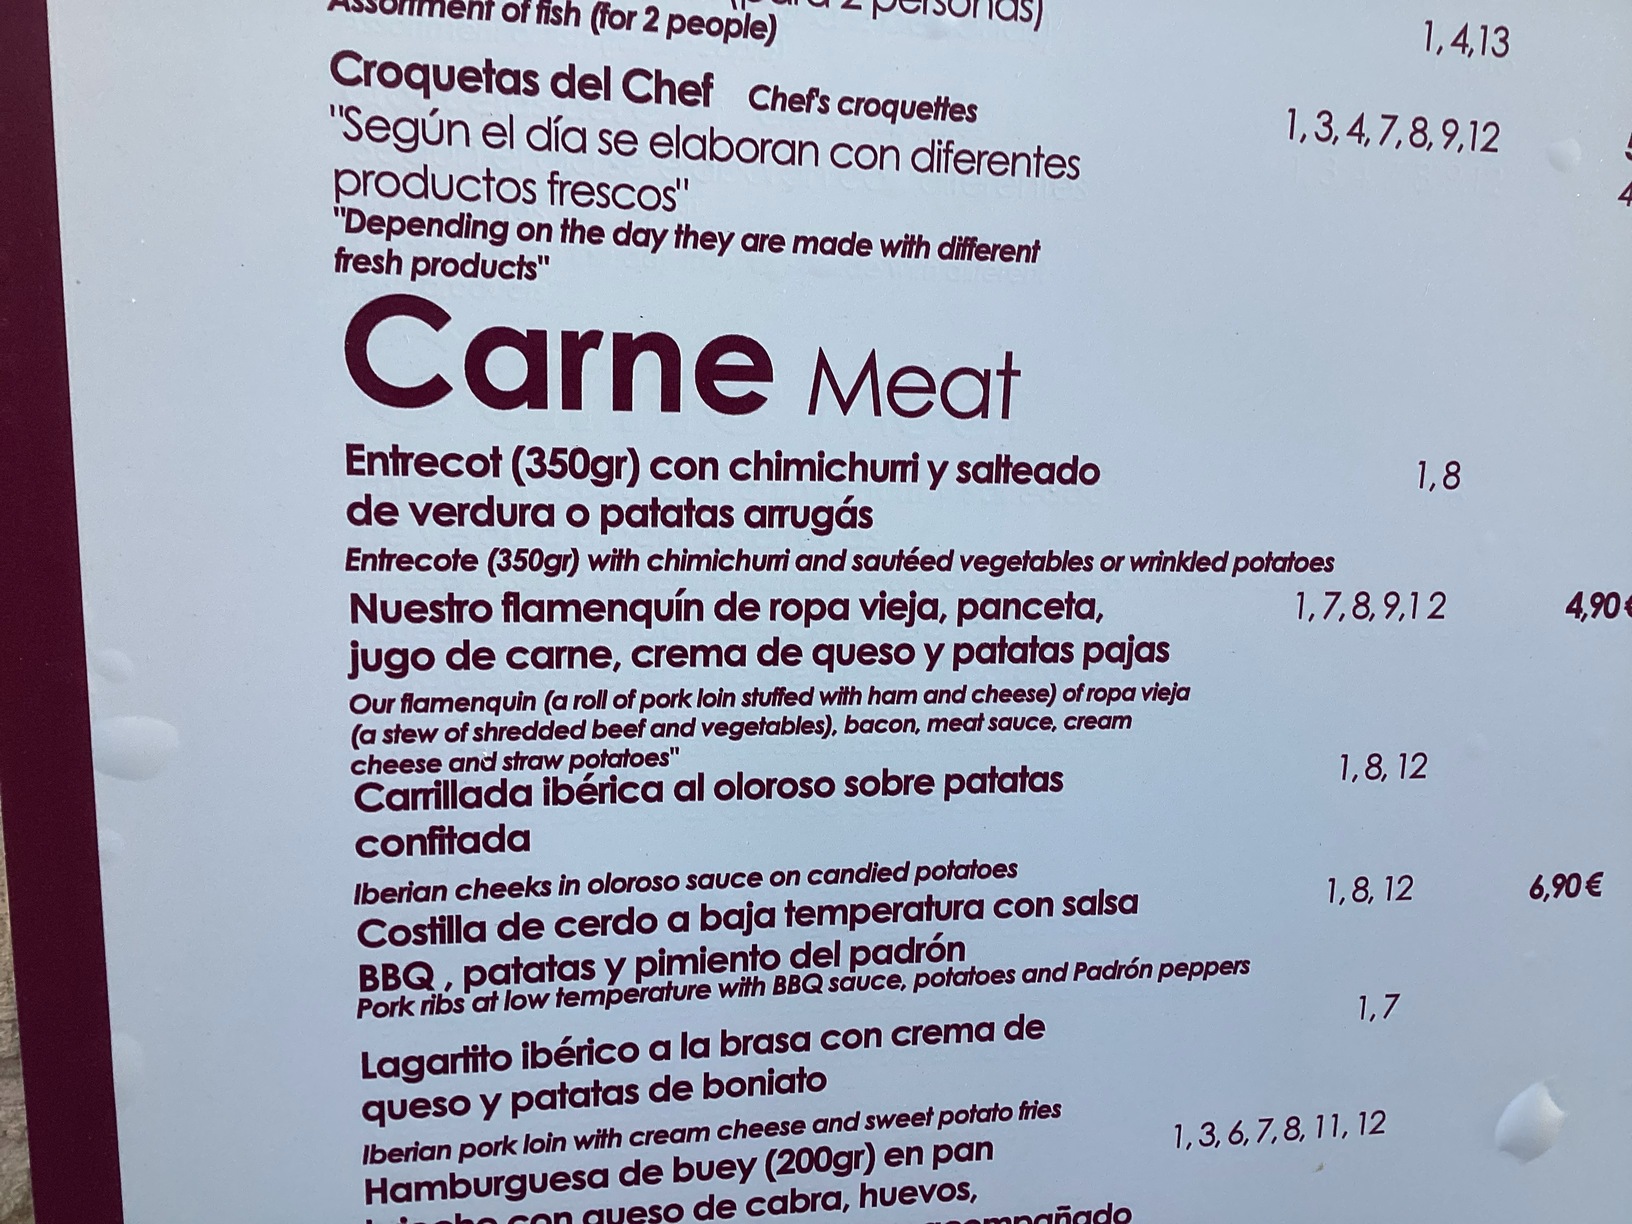 (para 2 personas)
Assortment of fish (for 2 people)
1, 4,13
Croquetas del Chef Chef's croquettes
1, 3, 4, 7, 8, 9,12
"Según el día se elaboran con diferentes
productos frescos"
"Depending on the day they are made with different
fresh products"
Carne Meat
Entrecot (350gr) con chimichurri y salteado
1, 8
de verdura o patatas arrugás
Entrecote (350gr) with chimichurri and sautéed vegetables or wrinkled potatoes
Nuestro flamenquín de ropa vieja, panceta,
1, 7, 8, 9,1 2
4,90€
jugo de carne, crema de queso y patatas pajas
Our flamenquin (a roll of pork loin stuffed with ham and cheese) of ropa vieja
(a stew of shredded beef and vegetables), bacon, meat sauce, cream
cheese and straw potatoes"
Carrillada ibérica al oloroso sobre patatas
1, 8, 12
confitada
Iberian cheeks in oloroso sauce on candied potatoes
Costilla de cerdo a baja temperatura con salsa
1, 8, 12
6,90€
BBQ , patatas y pimiento del padrón
Pork ribs at low temperature with BBQ sauce, potatoes and Padrón peppers
Lagartito ibérico a la brasa con crema de
1, 7
queso y patatas de boniato
Iberian pork loin with cream cheese and sweet potato fries
Hamburguesa de buey (200gr) en pan
1, 3, 6, 7, 8, 11, 12
con queso de cabra, huevos,